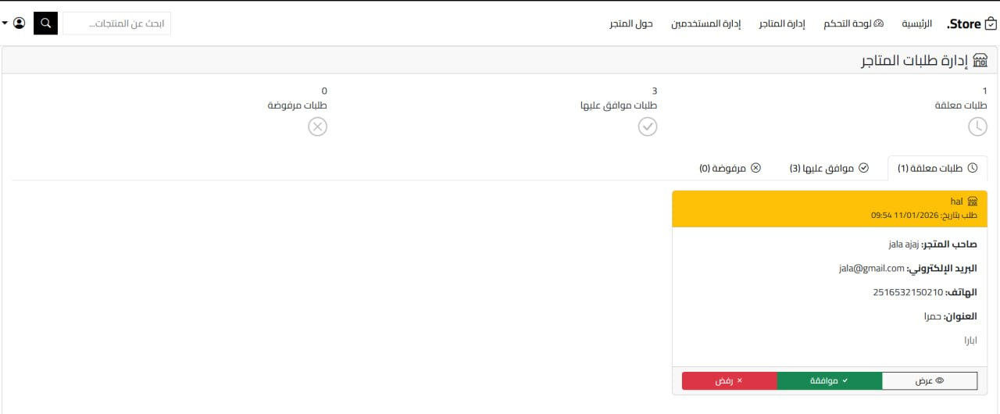 Store.
الرئيسية
لوحة التحكم
إدارة المتاجر
إدارة المستخدمين
حول المتجر
ابحث عن المنتجات...
إدارة طلبات المتاجر
1
طلبات معلقة
3
طلبات موافق عليها
0
طلبات مرفوضة
طلبات معلقة (1)
موافق عليها (3)
مرفوضة (0)
hal
طلب بتاريخ: 11/01/2026 09:54
صاحب المتجر: jala ajaj
البريد الإلكتروني: jala@gmail.com
الهاتف: 2516532150210
العنوان: حمرا
ابارا
عرض
موافقة
رفض